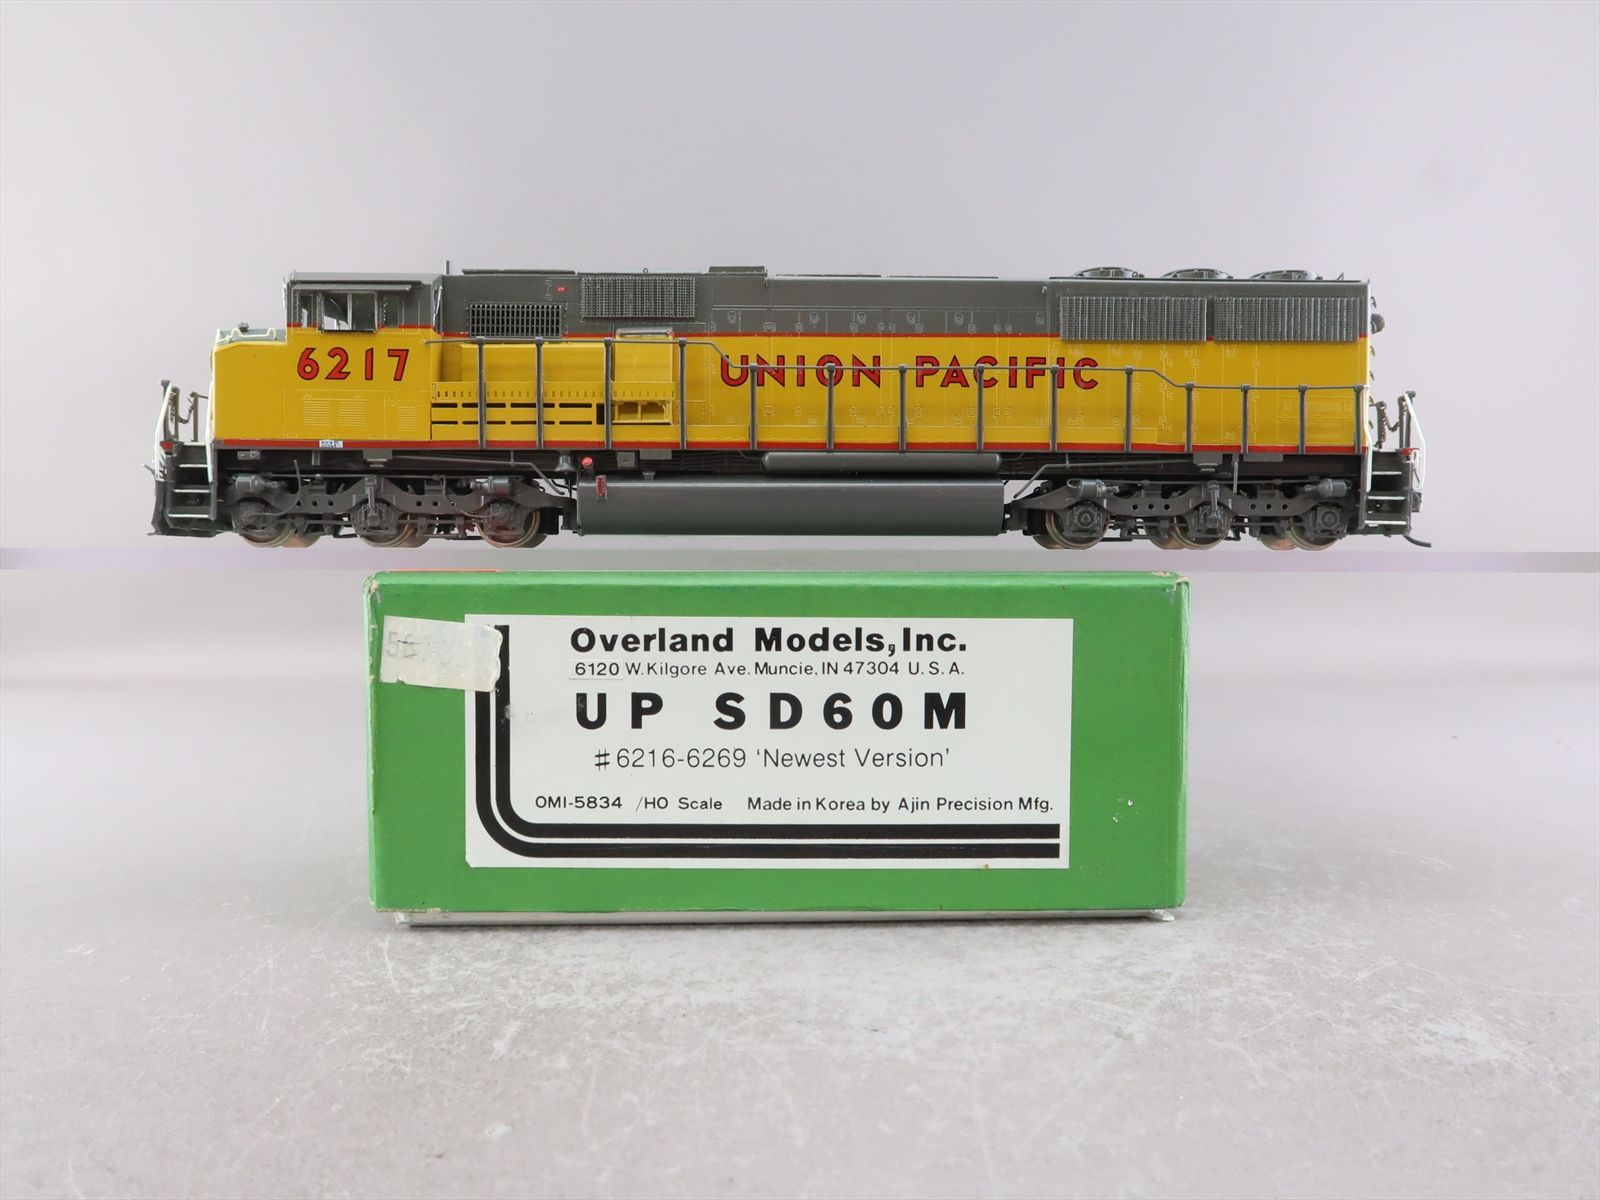 6217
UNION PACIFIC
56
Overland Models, Inc.
6120 W. Kilgore Ave. Muncie, IN 47304 U.S.A.
UP SD60M
#6216-6269 'Newest Version'
OMI-5834 /HO Scale Made in Korea by Ajin Precision Mfg.